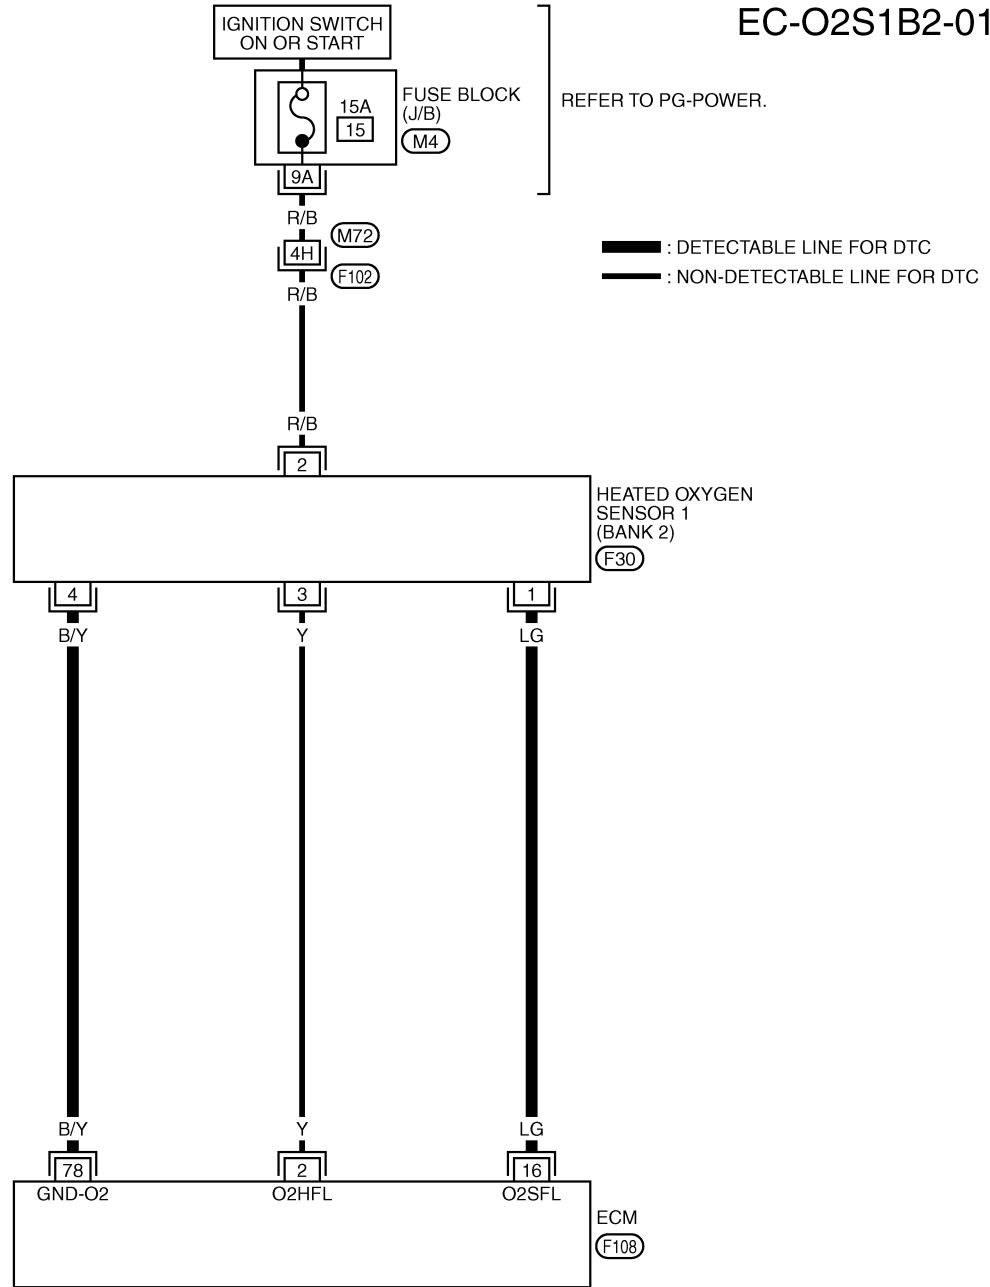 EC-O2S1B2-01
IGNITION SWITCH
ON OR START
FUSE BLOCK
(J/B)
M4
15A
15
REFER TO PG-POWER.
9A
R/B
M72
4H
F102
R/B
: DETECTABLE LINE FOR DTC
: NON-DETECTABLE LINE FOR DTC
R/B
2
HEATED OXYGEN
SENSOR 1
(BANK 2)
F30
4
3
1
B/Y
Y
LG
B/Y
Y
LG
78
2
16
GND-O2
O2HFL
O2SFL
ECM
F108